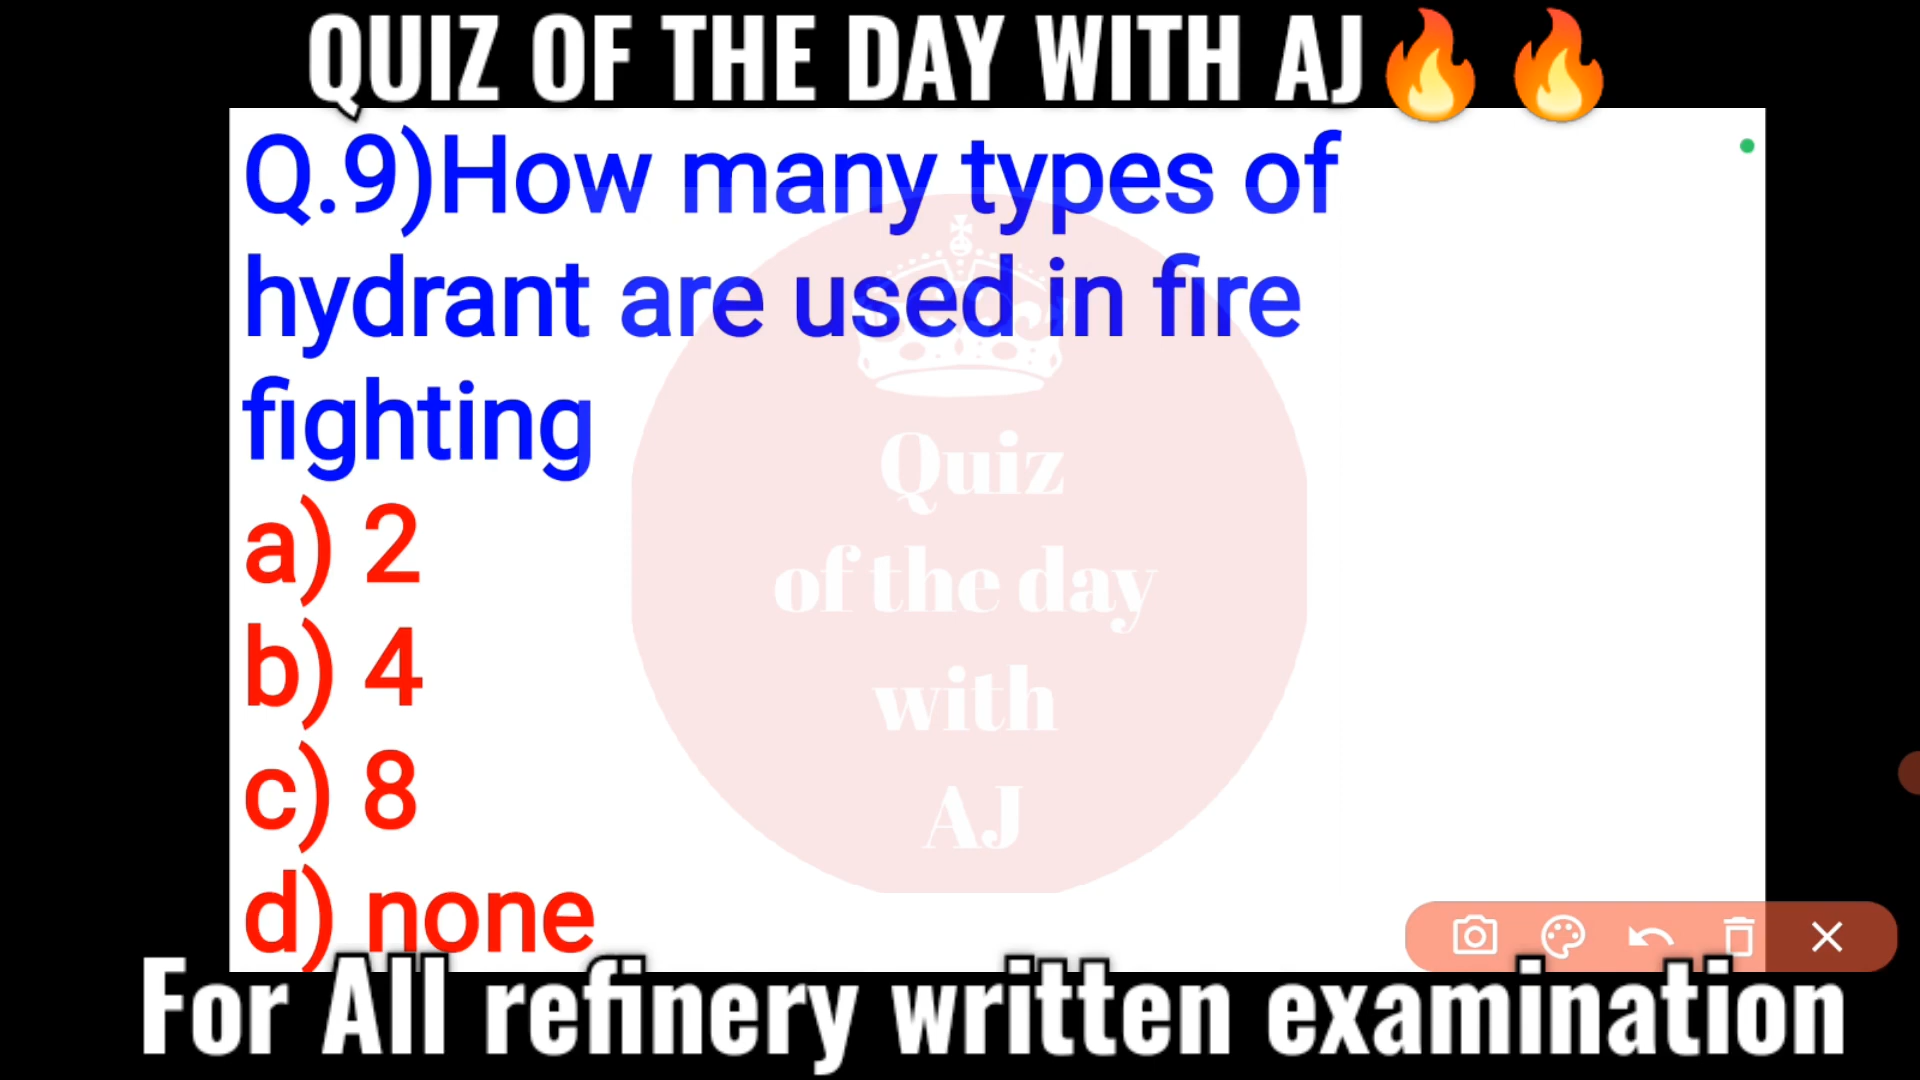 QUIZ OF THE DAY WITH AJ🔥 🔥
Q.9)How many types of
hydrant are used in fire
fighting
a) 2
b) 4
c) 8
d) none
Quiz
of the day
with
AJ
For All refinery written examination